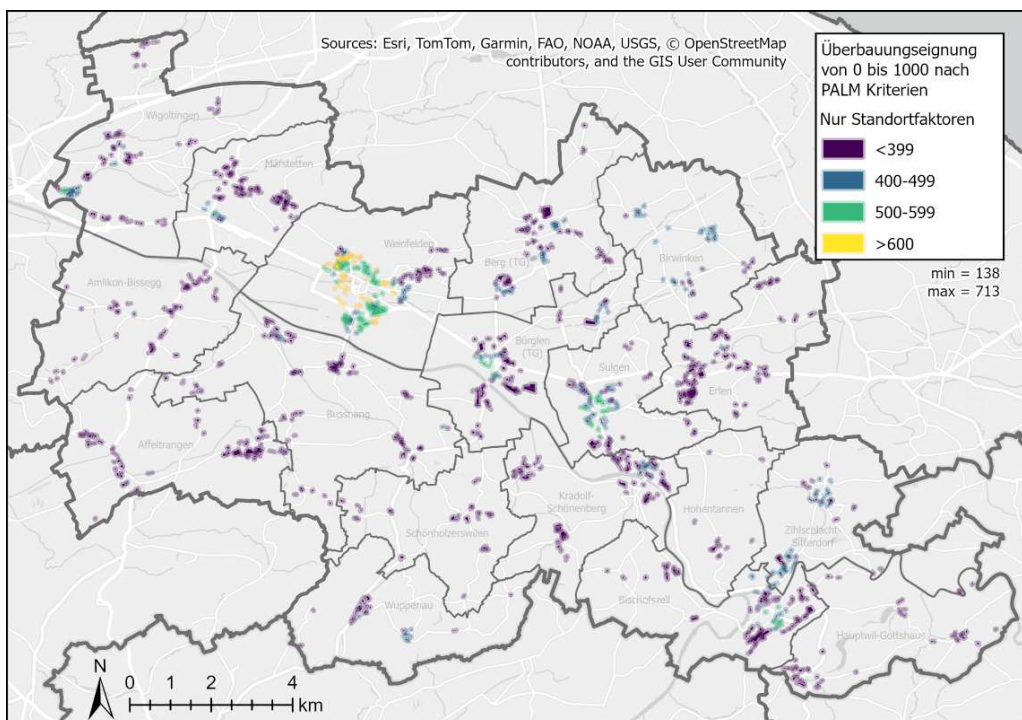 Sources: Esri, TomTom, Garmin, FAO, NOAA, USGS, © OpenStreetMap
contributors, and the GIS User Community
Überbauungseignung
von 0 bis 1000 nach
PALM Kriterien
Nur Standortfaktoren
<399
400-499
500-599
>600
min = 138
max = 713
Wigoltingen
Märstetten
Weinfelden
Berg (TG)
Birwinken
Amlikon-Bissegg
Bürglen
(TG)
Sulgen
Erlen
Bussnang
Affeltrangen
Kradolf-
Schönenberg
Hohentannen
Zihlschlacht-
Sitterdorf
Schönholzerswilen
Wuppenau
Bischofszell
Hauptwil-Gottshaus
N
0 1 2 4
km